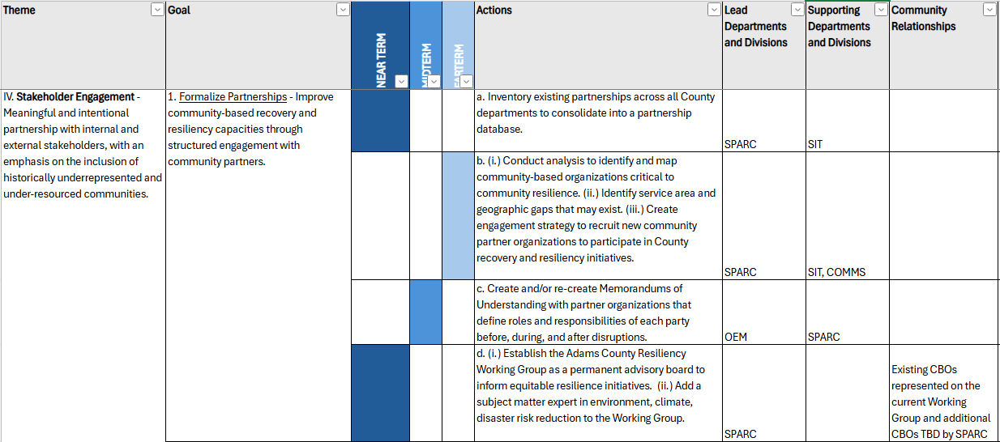 Theme
Goal
NEAR TERM
MIDTERM
Actions
Lead
Departments
and Divisions
Supporting
Departments
and Divisions
Community
Relationships
IV. Stakeholder Engagement -
Meaningful and intentional
partnership with internal and
external stakeholders, with an
emphasis on the inclusion of
historically underrepresented and
under-resourced communities.
1. Formalize Partnerships - Improve
community-based recovery and
resiliency capacities through
structured engagement with
community partners.
a. Inventory existing partnerships across all County
departments to consolidate into a partnership
database.
SPARC
SIT
b. (i.) Conduct analysis to identify and map
community-based organizations critical to
community resilience. (ii.) Identify service area and
geographic gaps that may exist. (iii.) Create
engagement strategy to recruit new community
partner organizations to participate in County
recovery and resiliency initiatives.
SPARC
SIT, COMMS
c. Create and/or re-create Memorandums of
Understanding with partner organizations that
define roles and responsibilities of each party
before, during, and after disruptions.
OEM
SPARC
d. (i.) Establish the Adams County Resiliency
Working Group as a permanent advisory board to
inform equitable resilience initiatives.  (ii.) Add a
subject matter expert in environment, climate,
disaster risk reduction to the Working Group.
SPARC
Existing CBOs
represented on the
current Working
Group and additional
CBOs TBD by SPARC